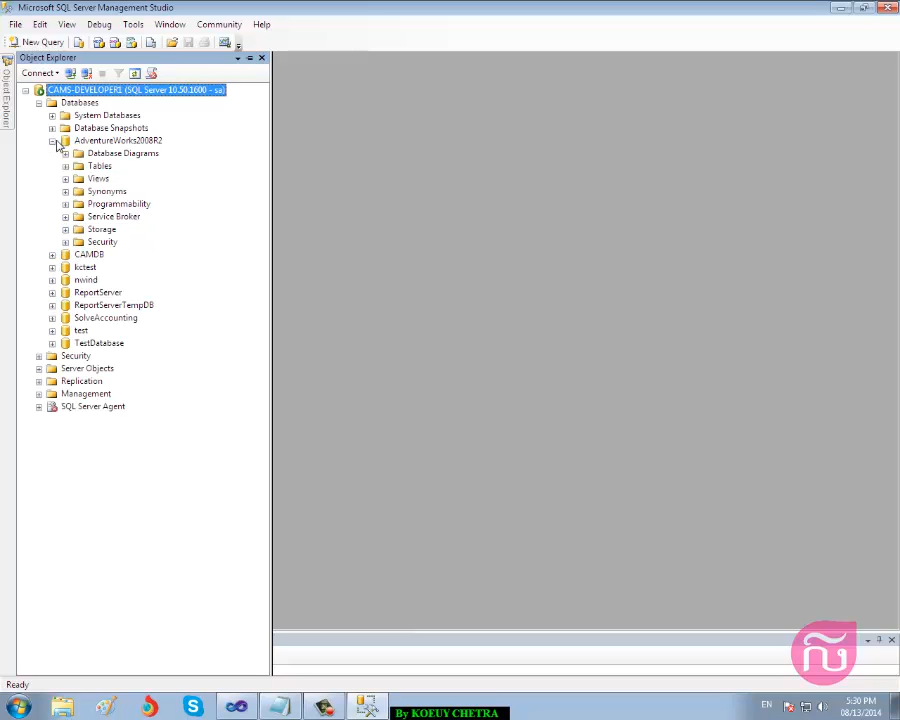 Microsoft SQL Server Management Studio
File Edit View Debug Tools Window Community Help
New Query
Object Explorer
Object Explorer
Connect
CAMS-DEVELOPER1 (SQL Server 10.50.1600 - sa)
Databases
System Databases
Database Snapshots
AdventureWorks2008R2
Database Diagrams
Tables
Views
Synonyms
Programmability
Service Broker
Storage
Security
CAMDB
kctest
nwind
ReportServer
ReportServerTempDB
SolveAccounting
test
TestDatabase
Security
Server Objects
Replication
Management
SQL Server Agent
Ready
By KOEUY CHETRA
EN
5:30 PM
08/13/2014